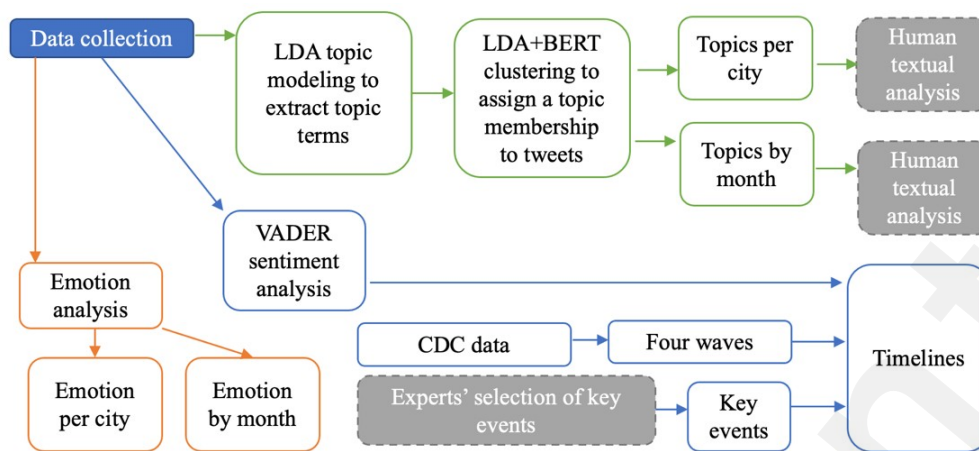 Data collection
LDA topic
modeling to
extract topic
terms
LDA+BERT
clustering to
assign a topic
membership
to tweets
Topics per
city
Human
textual
analysis
Topics by
month
Human
textual
analysis
VADER
sentiment
analysis
Emotion
analysis
Emotion
per city
Emotion
by month
CDC data
Four waves
Experts’ selection of key
events
Key
events
Timelines